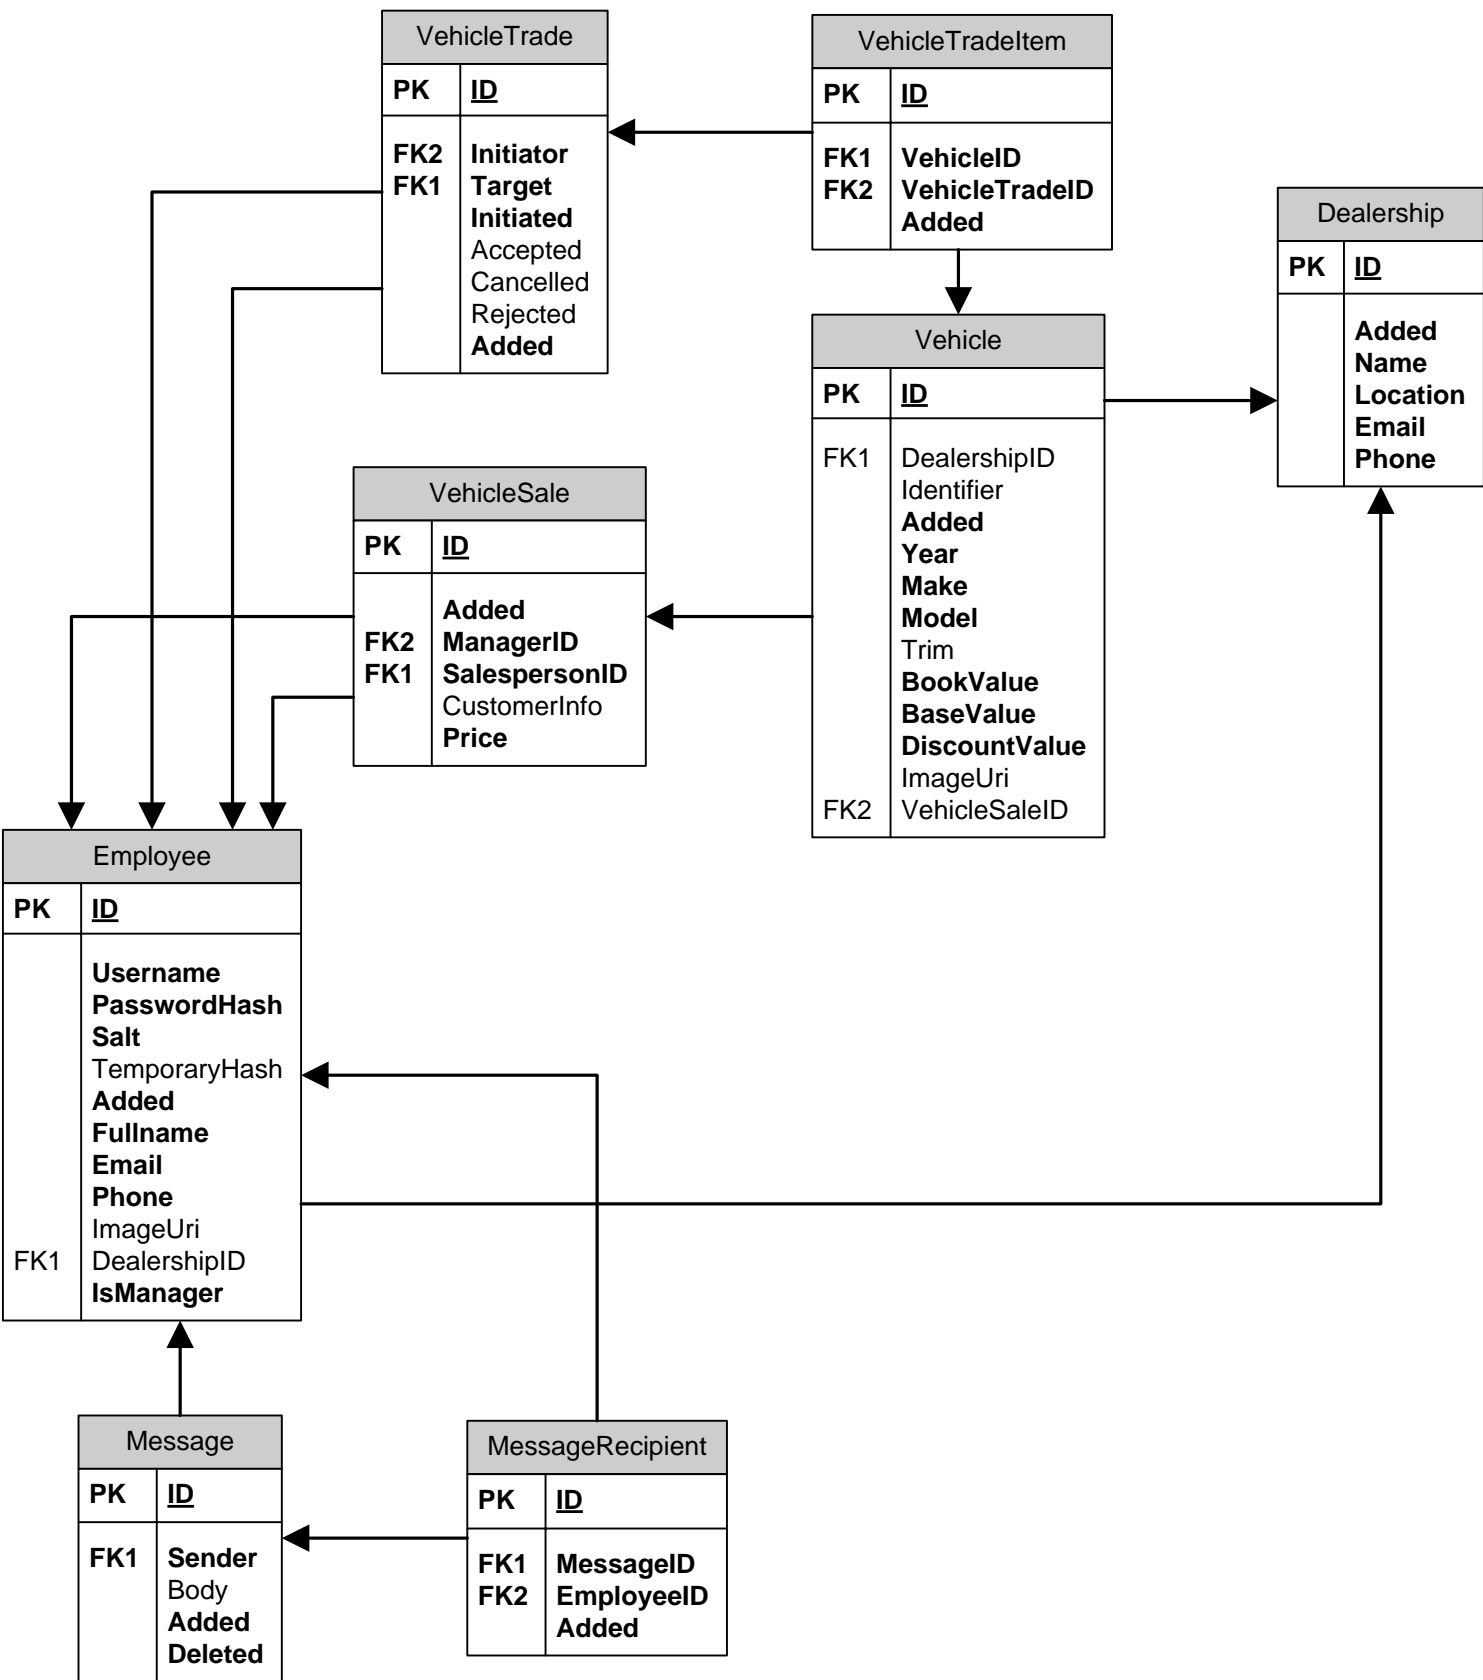 VehicleTrade
PK ID
FK2 Initiator
FK1 Target
Initiated
Accepted
Cancelled
Rejected
Added
VehicleTradeItem
PK ID
FK1 VehicleID
FK2 VehicleTradeID
Added
Dealership
PK ID
Added
Name
Location
Email
Phone
Vehicle
PK ID
FK1 DealershipID
Identifier
Added
Year
Make
Model
Trim
BookValue
BaseValue
DiscountValue
ImageUri
FK2 VehicleSaleID
VehicleSale
PK ID
Added
FK2 ManagerID
FK1 SalespersonID
CustomerInfo
Price
Employee
PK ID
Username
PasswordHash
Salt
TemporaryHash
Added
Fullname
Email
Phone
ImageUri
FK1 DealershipID
IsManager
Message
PK ID
FK1 Sender
Body
Added
Deleted
MessageRecipient
PK ID
FK1 MessageID
FK2 EmployeeID
Added